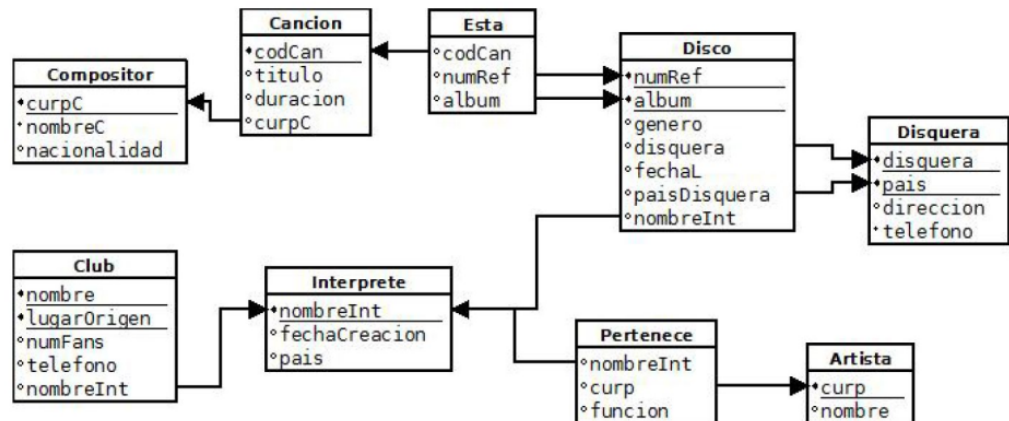 Compositor
curpC
nombreC
nacionalidad
Cancion
codCan
titulo
duracion
curpC
Esta
codCan
numRef
album
Disco
numRef
album
genero
disquera
fechaL
paisDisquera
nombreInt
Disquera
disquera
pais
direccion
telefono
Club
nombre
lugarOrigen
numFans
telefono
nombreInt
Interprete
nombreInt
fechaCreacion
pais
Pertenece
nombreInt
curp
funcion
Artista
curp
nombre